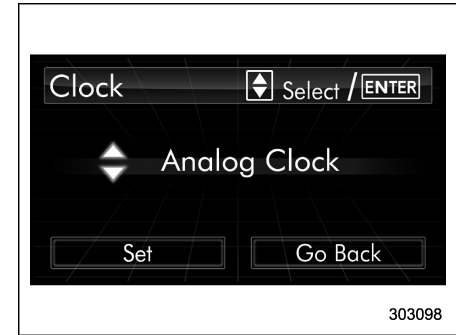 Clock Select / ENTER
Analog Clock
Set Go Back
303098